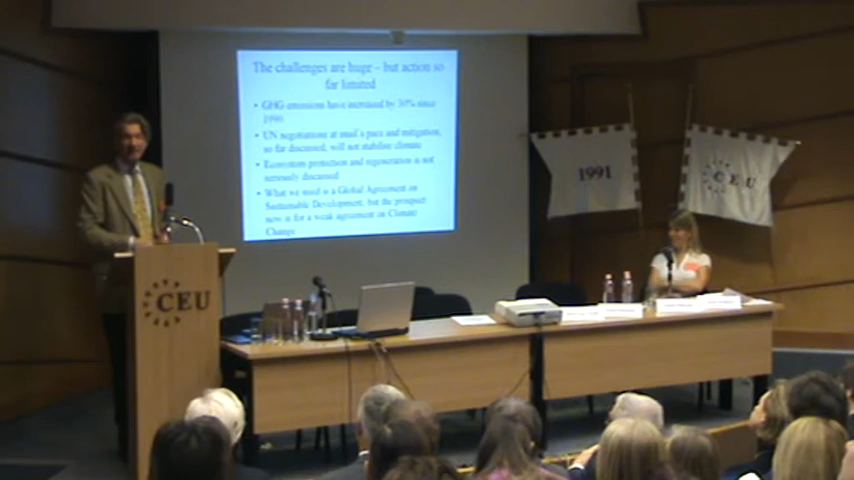 The challenges are huge – but action so
far limited
• GHG emissions have increased by 30% since
1990
• UN negotiations at snail's pace and mitigation,
so far discussed, will not stabilise climate
• Ecosystem protection and regeneration is not
seriously discussed
• What we need is a Global Agreement on
Sustainable Development, but the prospect
now is for a weak agreement on Climate
Change
1991
CEU
CEU